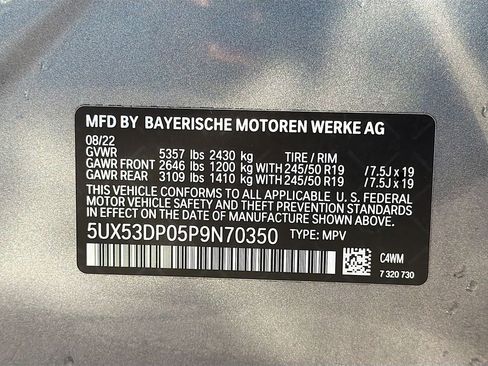 MFD BY BAYERISCHE MOTOREN WERKE AG
08/22
GVWR 5357 lbs 2430 kg TIRE / RIM
GAWR FRONT 2646 lbs 1200 kg WITH 245/50 R19 /7.5J x 19
GAWR REAR 3109 lbs 1410 kg WITH 245/50 R19 /7.5J x 19
THIS VEHICLE CONFORMS TO ALL APPLICABLE U. S. FEDERAL MOTOR
VEHICLE SAFETY AND THEFT PREVENTION STANDARDS IN
EFFECT ON THE DATE OF MANUFACTURE SHOWN ABOVE.
5UX53DP05P9N70350 TYPE: MPV
C4WM
7 320 730